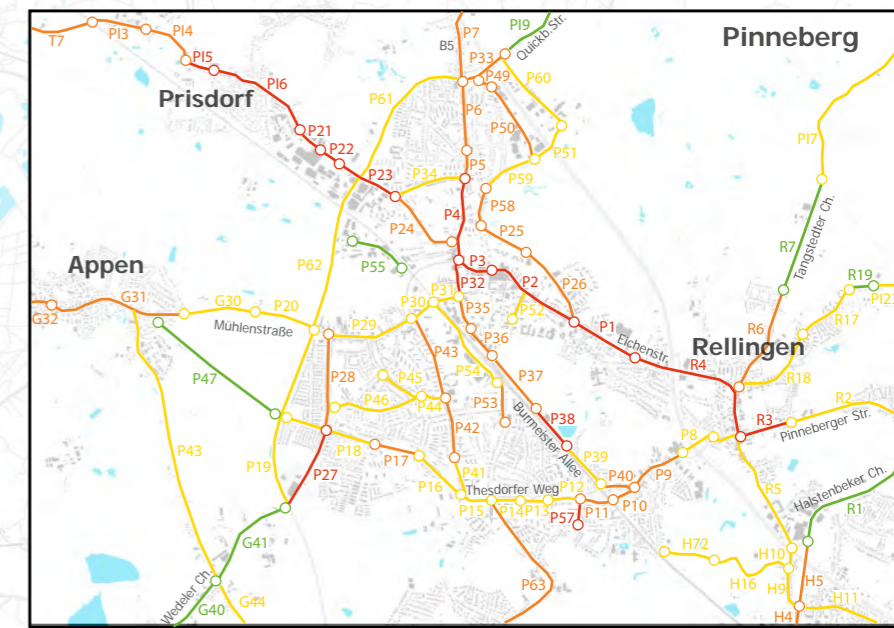 P7
PI9
B5
Quickb.Str.
Pinneberg
T7
PI3
PI4
P33
PI5
P49
P60
PI6
Prisdorf
P61
P6
P50
PI7
P21
P22
P5
P51
P23
P34
P59
P4
P58
P24
P25
R7
Tangstedter Ch.
Appen
P62
P55
P3
P32
P2
P26
R19
G31
G30
P20
P31
P30
P35
P52
G32
Mühlenstraße
P29
P1
R6
R17
Eichenstr.
Rellingen
P36
P43
P54
R4
R18
P47
P28
P45
P37
P46
P44
P53
P38
R3
R2
Burmeister Allee
P8
Pinneberger Str.
P43
P19
P18
P17
P42
P39
P27
P16
P41
P40
P9
R5
Halstenbeker Ch.
Thesdorfer Weg
P12
P15
P14
P13
P11
P10
R1
P57
G41
H72
H10
P63
H16
H9
H5
Wedeler Ch.
G40
G44
H11
H4